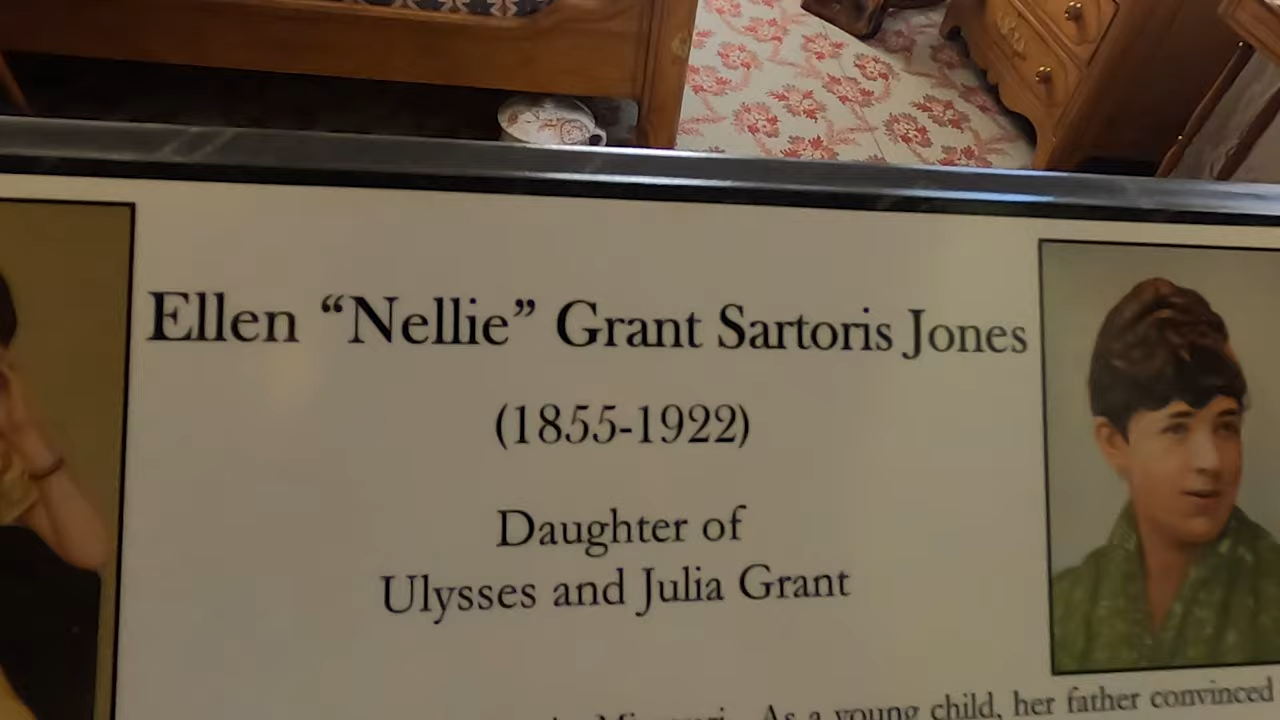 Ellen “Nellie” Grant Sartoris Jones
(1855-1922)
Daughter of
Ulysses and Julia Grant
As a young child, her father convinced